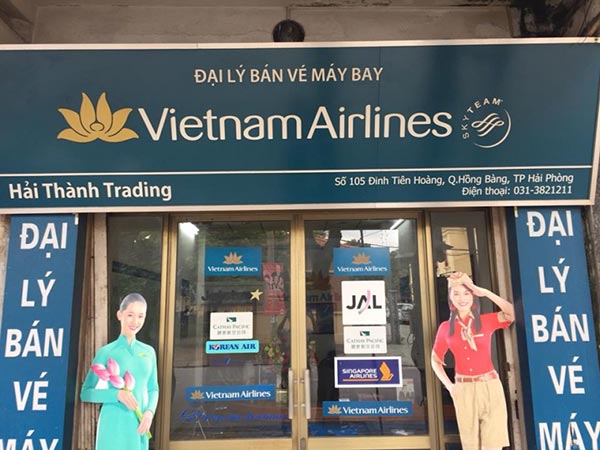 ĐẠI LÝ BÁN VÉ MÁY BAY
Vietnam Airlines
SKYTEAM
Hải Thành Trading
Số 105 Đinh Tiên Hoàng, Q.Hồng Bàng, TP Hải Phòng
Điện thoại: 031-3821211
ĐẠI
LÝ
BÁN
VÉ
MÁY
Vietnam Airlines
CATHAY PACIFIC
KOREAN AIR
Vietnam Airlines
Vietnam Airlines
JAL
CATHAY PACIFIC
SINGAPORE
AIRLINES
Vietnam Airlines
ĐẠI
LÝ
BÁN
VÉ
MÁY